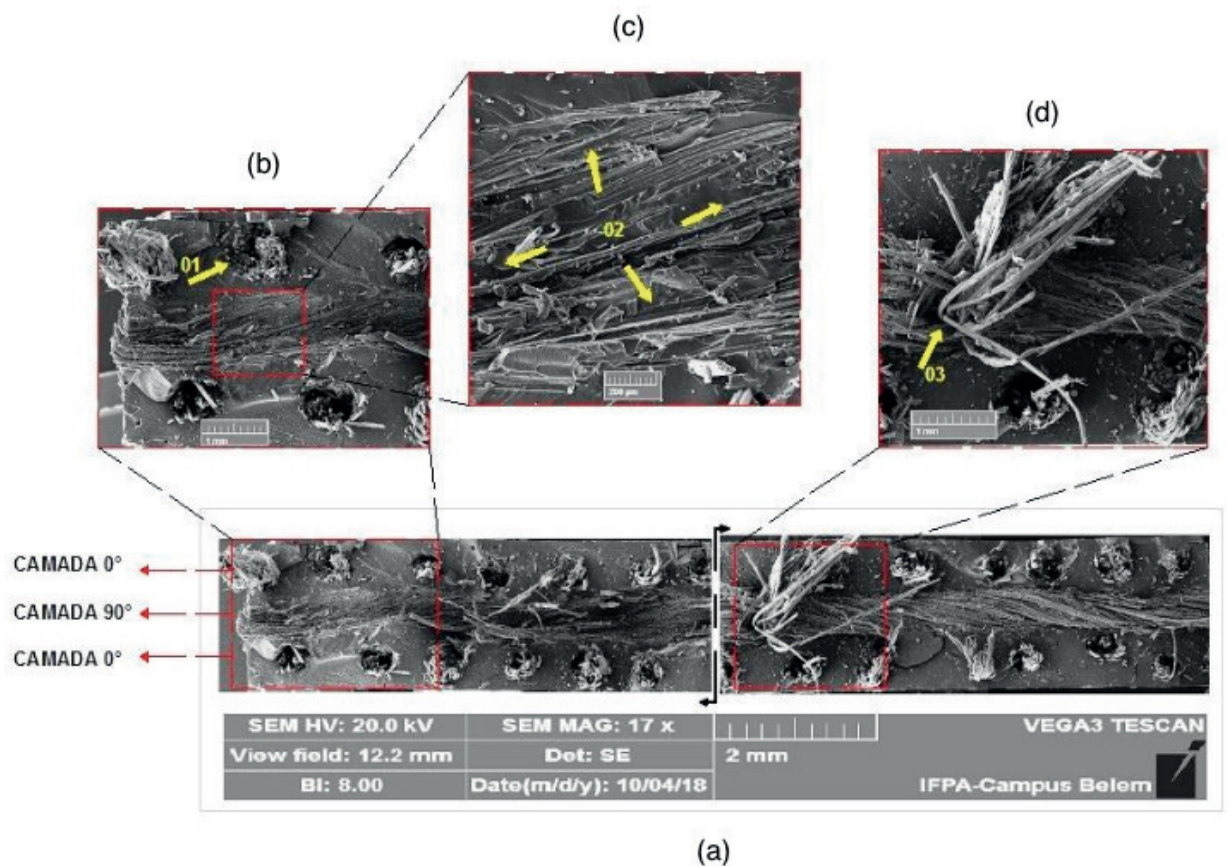 (c)
(d)
(b)
01
02
03
1 mm
200 µm
1 mm
CAMADA 0°
CAMADA 90°
CAMADA 0°
SEM HV: 20.0 kV
SEM MAG: 17 x
VEGA3 TESCAN
View field: 12.2 mm
Det: SE
2 mm
BI: 8.00
Date(m/d/y): 10/04/18
IFPA-Campus Belem
(a)